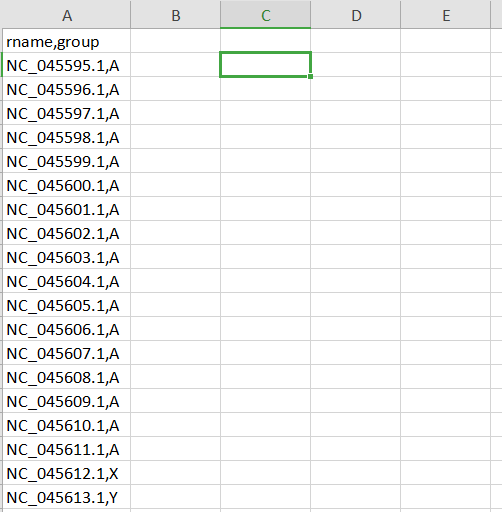 A B C D E
rname,group
NC_045595.1,A
NC_045596.1,A
NC_045597.1,A
NC_045598.1,A
NC_045599.1,A
NC_045600.1,A
NC_045601.1,A
NC_045602.1,A
NC_045603.1,A
NC_045604.1,A
NC_045605.1,A
NC_045606.1,A
NC_045607.1,A
NC_045608.1,A
NC_045609.1,A
NC_045610.1,A
NC_045611.1,A
NC_045612.1,X
NC_045613.1,Y